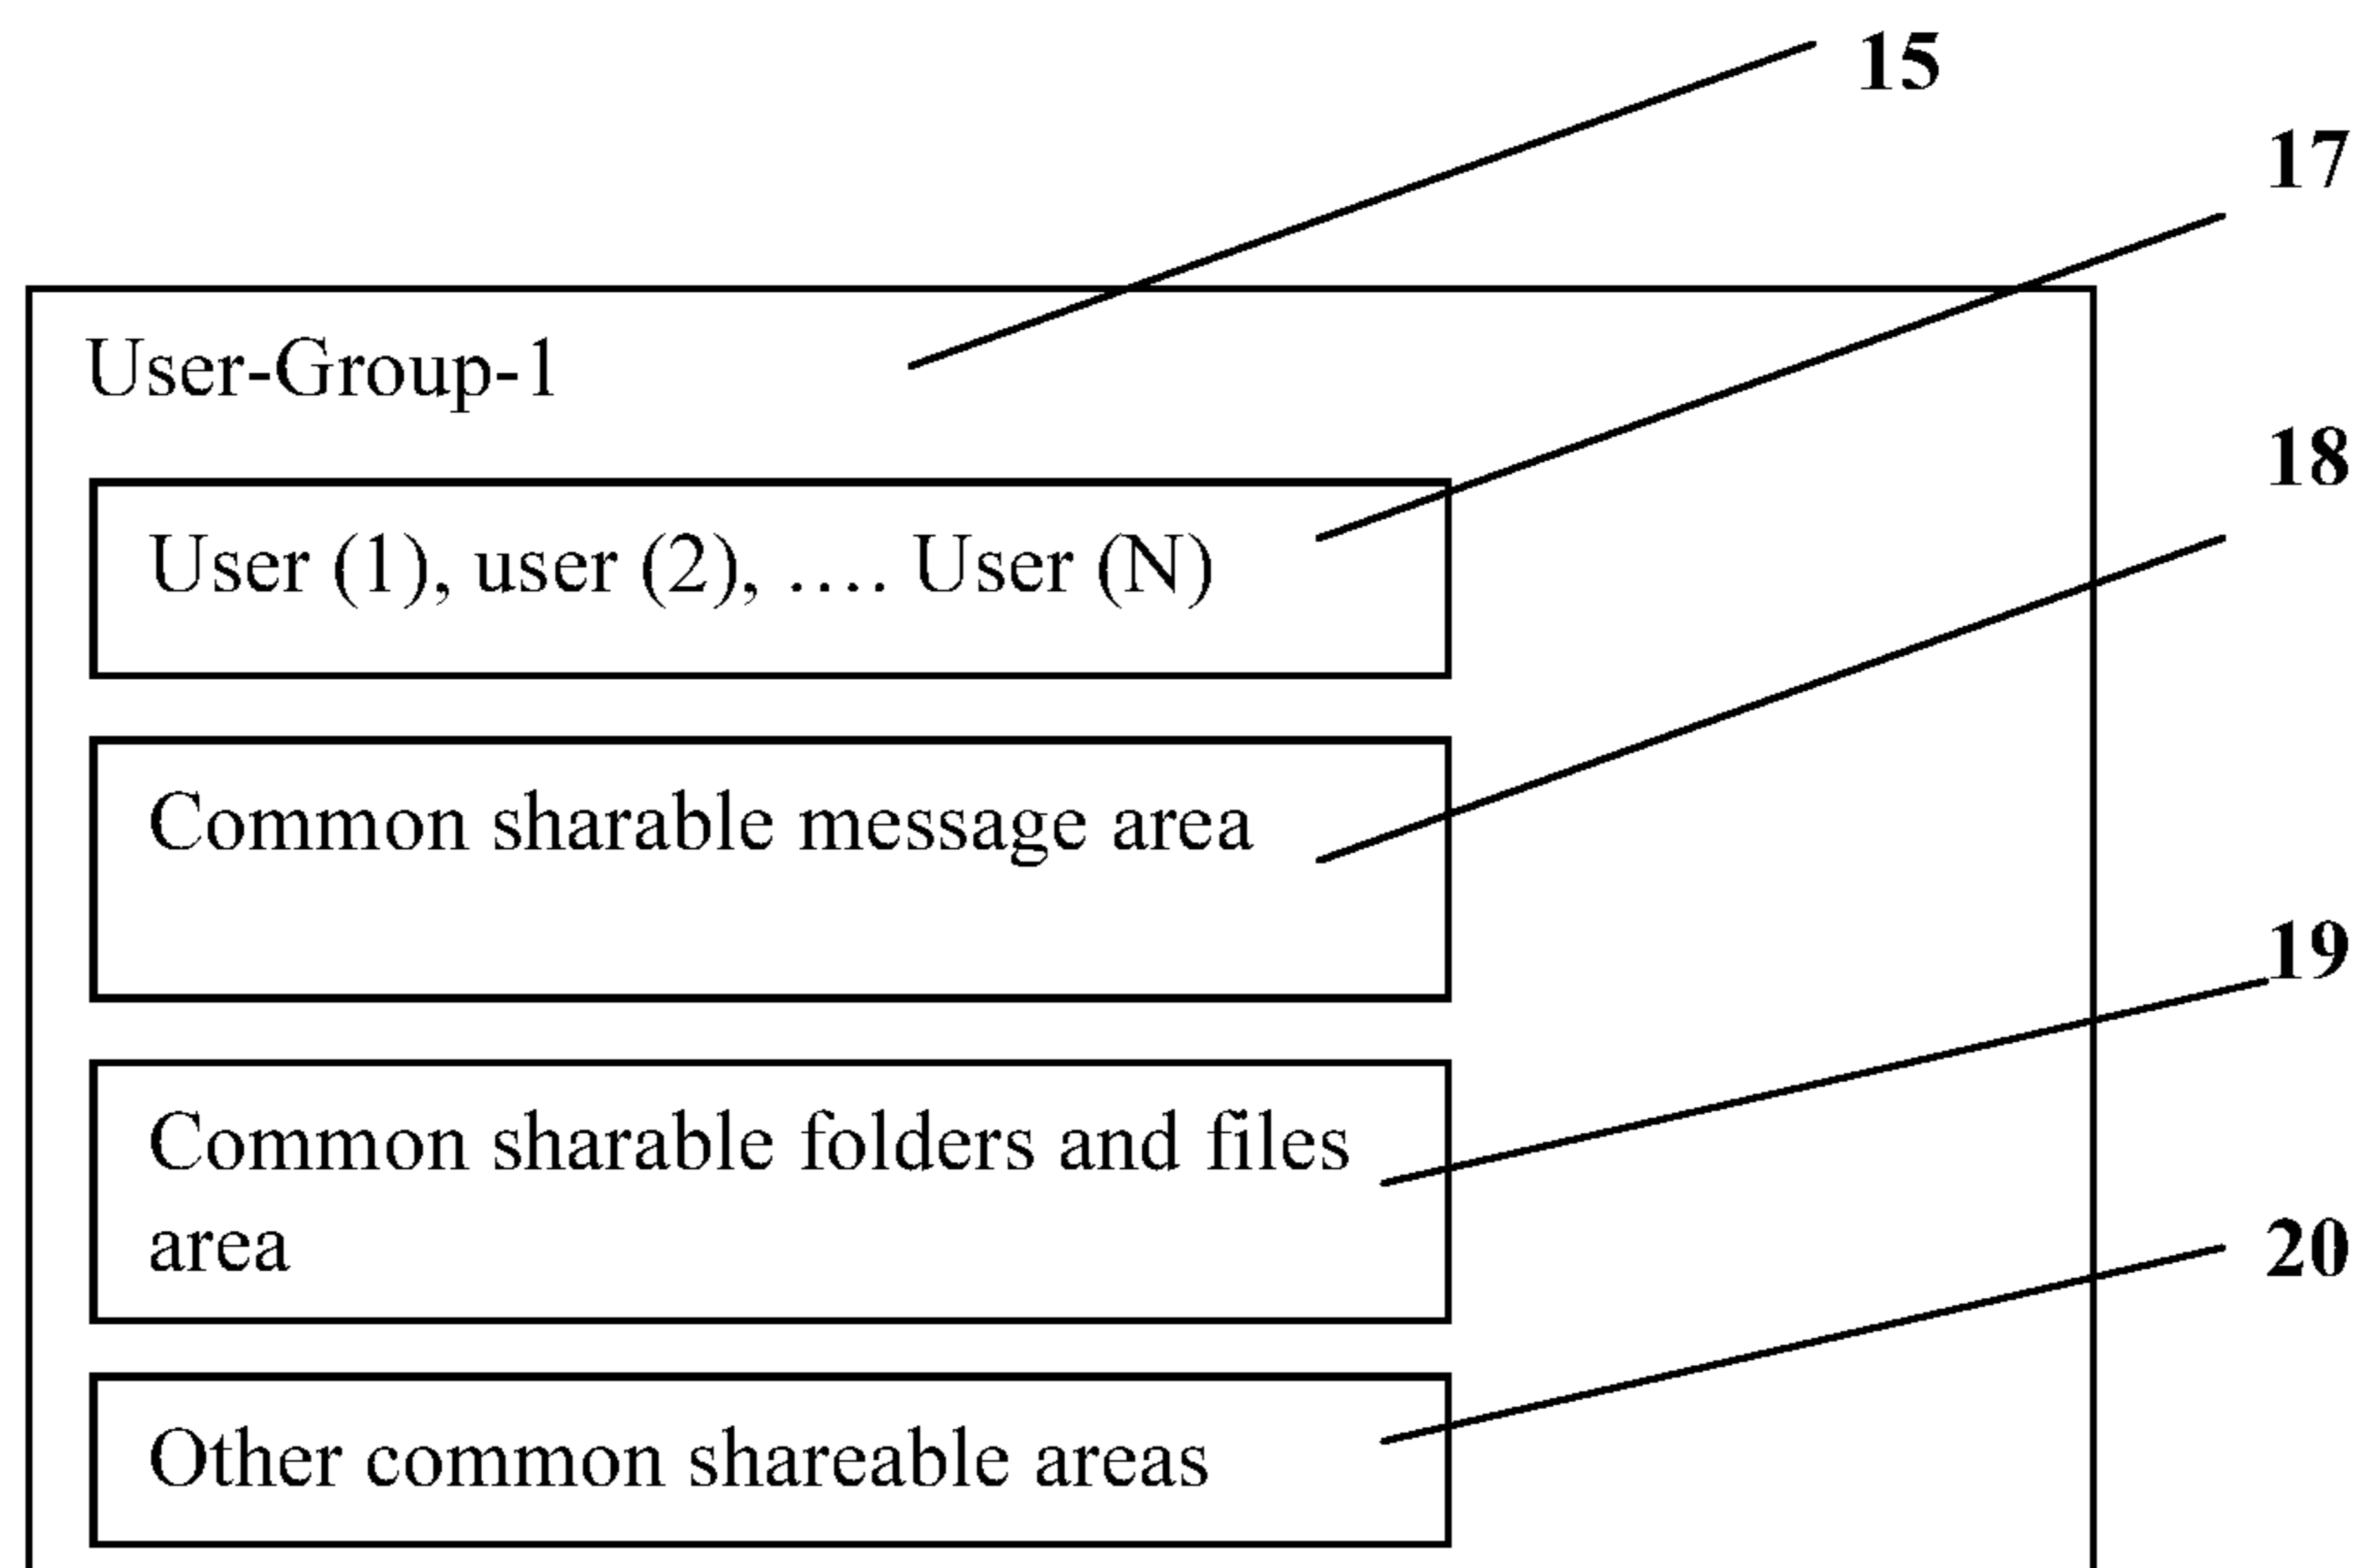 15
17
User-Group-1
18
User (1), user (2), .... User (N)
Common sharable message area
19
Common sharable folders and files
area
20
Other common shareable areas